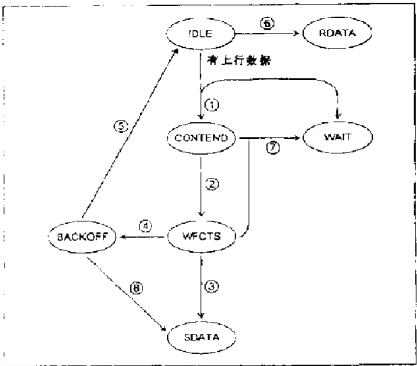 IDLE ⑥ RDATA
有上行数据
①
CONTEND ⑦ WAIT
⑤ ②
BACKOFF ④ WFCTS
⑧ ③
SDATA